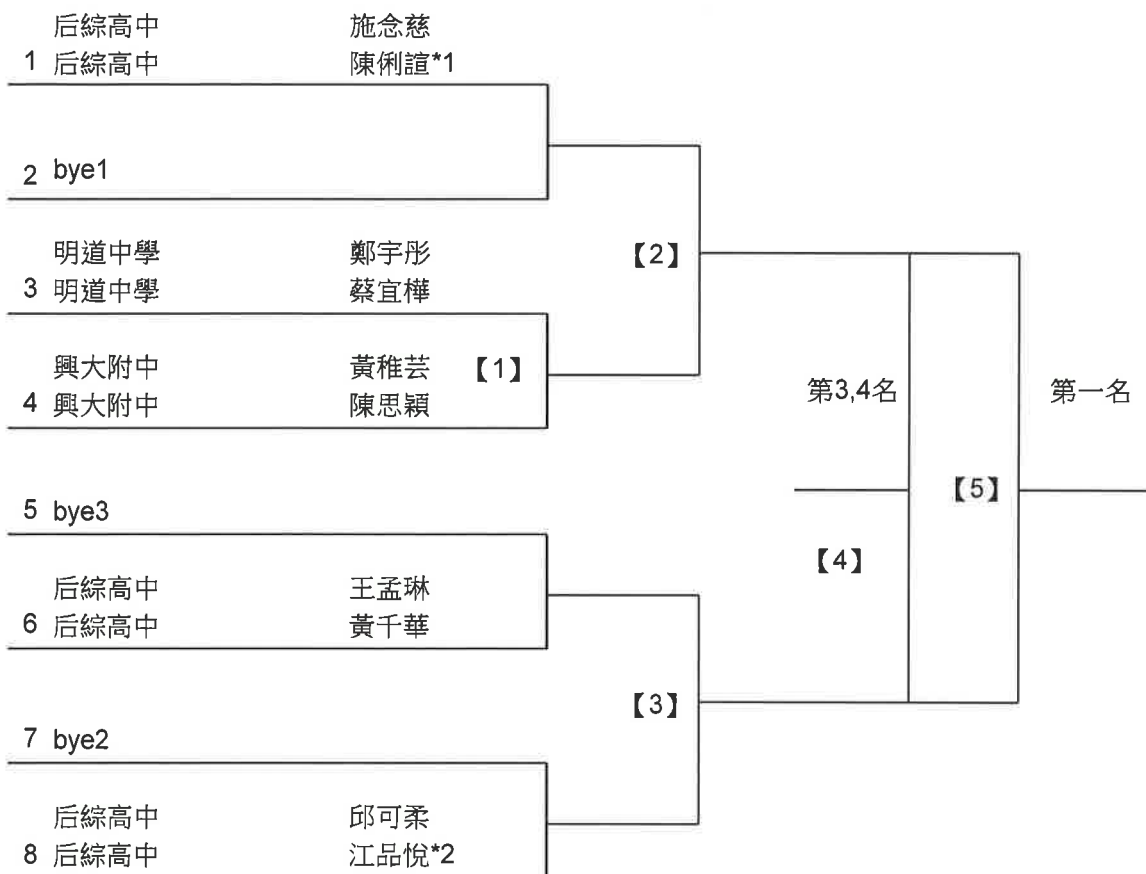 后綜高中 施念慈
1 后綜高中 陳俐諠*1
2 bye1
明道中學 鄭宇彤 【2】
3 明道中學 蔡宜樺
興大附中 黃稚芸 【1】
4 興大附中 陳思穎
第3,4名 第一名
5 bye3
【5】
【4】
后綜高中 王孟琳
6 后綜高中 黃千華
【3】
7 bye2
后綜高中 邱可柔
8 后綜高中 江品悅*2